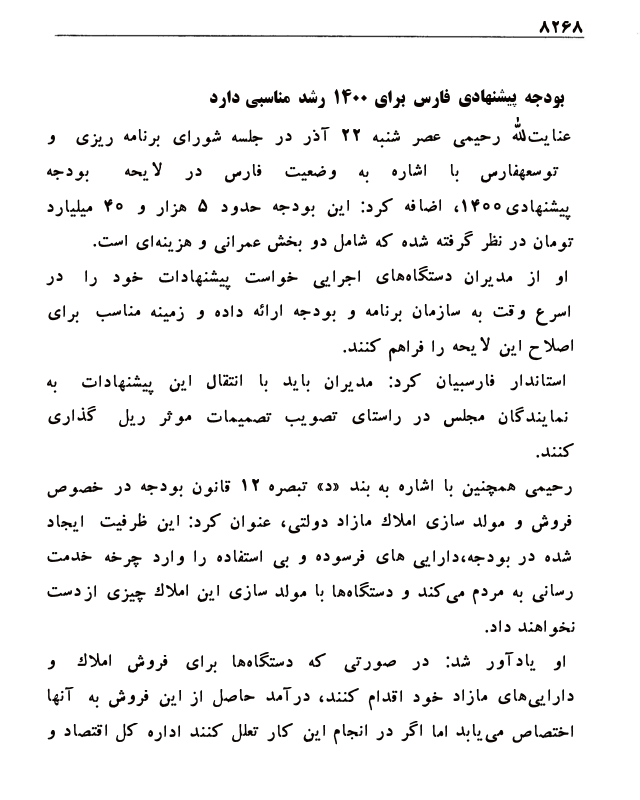 ۸۲۶۸
بودجه پیشنهادی فارس برای ۱۴۰۰ رشد مناسبی دارد
عنایت‌الله رحیمی عصر شنبه ۲۲ آذر در جلسه شورای برنامه ریزی و
توسعهفارس با اشاره به وضعیت فارس در لایحه بودجه
پیشنهادی۱۴۰۰، اضافه کرد: این بودجه حدود ۵ هزار و ۴۰ میلیارد
تومان در نظر گرفته شده که شامل دو بخش عمرانی و هزینه‌ای است.
او از مدیران دستگاه‌های اجرایی خواست پیشنهادات خود را در
اسرع وقت به سازمان برنامه و بودجه ارائه داده و زمینه مناسب برای
اصلاح این لایحه را فراهم کنند.
استاندار فارسبیان کرد: مدیران باید با انتقال این پیشنهادات به
نمایندگان مجلس در راستای تصویب تصمیمات موثر ریل گذاری
کنند.
رحیمی همچنین با اشاره به بند «د» تبصره ۱۲ قانون بودجه در خصوص
فروش و مولد سازی املاك مازاد دولتی، عنوان کرد: این ظرفیت ایجاد
شده در بودجه،دارایی های فرسوده و بی استفاده را وارد چرخه خدمت
رسانی به مردم می‌کند و دستگاه‌ها با مولد سازی این املاك چیزی از دست
نخواهند داد.
او یادآور شد: در صورتی که دستگاه‌ها برای فروش املاك و
دارایی‌های مازاد خود اقدام کنند، درآمد حاصل از این فروش به آنها
اختصاص می‌یابد اما اگر در انجام این کار تعلل کنند اداره کل اقتصاد و